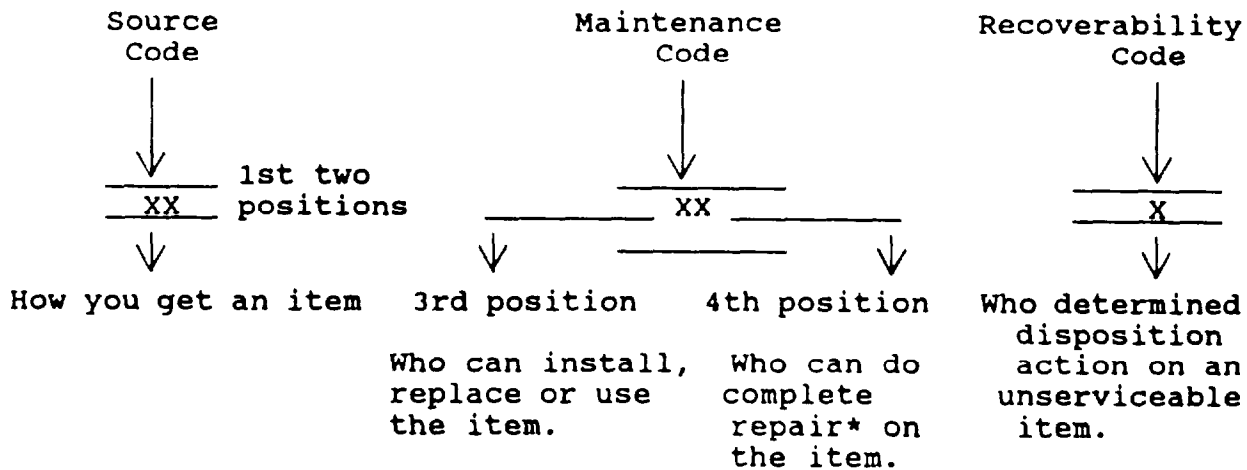 Source Code
Maintenance Code
Recoverability Code
XX
1st two positions
XX
X
How you get an item
3rd position
4th position
Who can install,
replace or use
the item.
Who can do
complete
repair* on
the item.
Who determined
disposition
action on an
unserviceable
item.